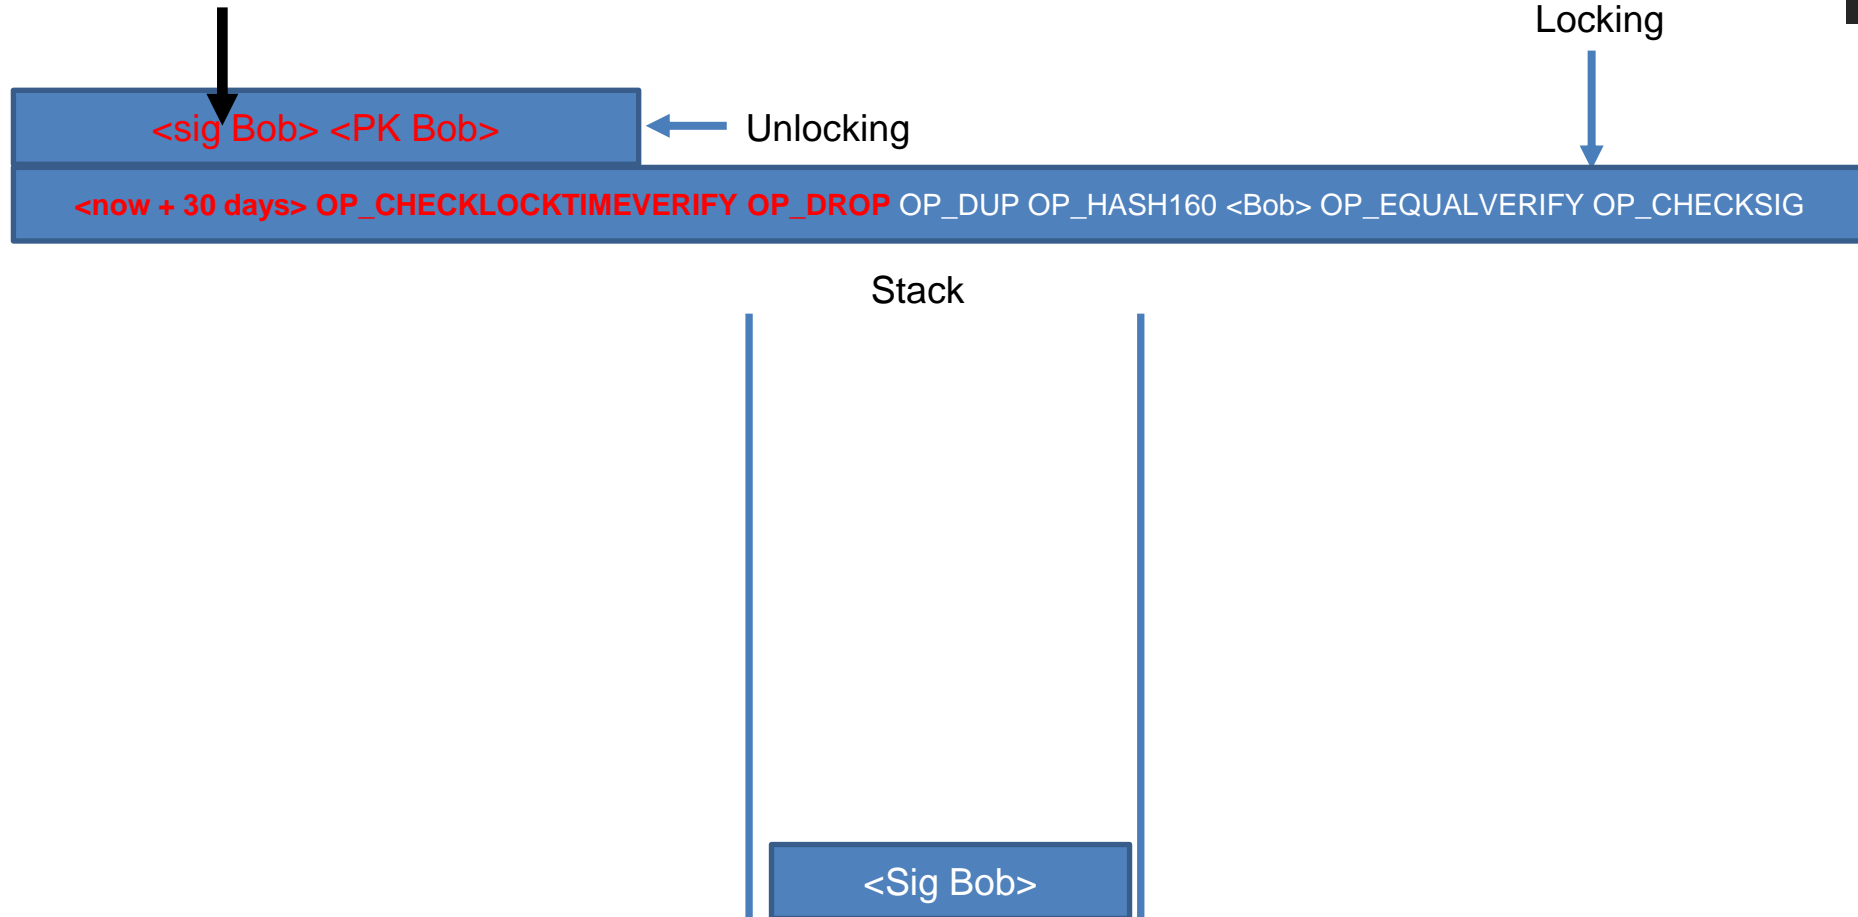 Locking
<sig Bob> <PK Bob>
Unlocking
<now + 30 days> OP_CHECKLOCKTIMEVERIFY OP_DROP OP_DUP OP_HASH160 <Bob> OP_EQUALVERIFY OP_CHECKSIG
Stack
<Sig Bob>